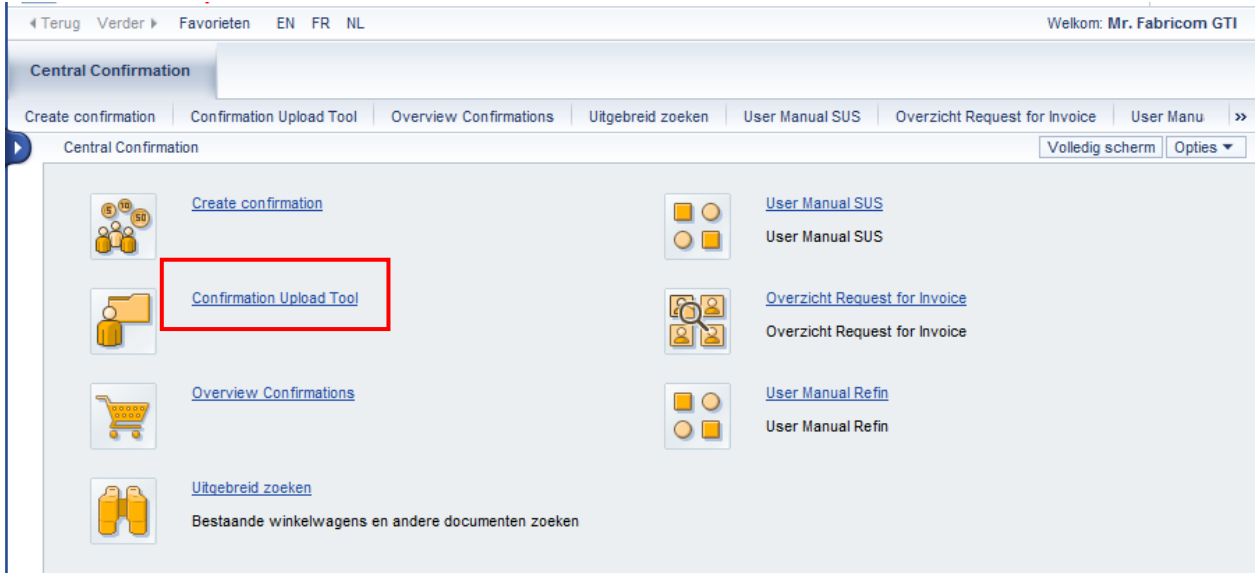 Terug Verder Favorieten EN FR NL Welkom: Mr. Fabricom GTI
Central Confirmation
Create confirmation Confirmation Upload Tool Overview Confirmations Uitgebreid zoeken User Manual SUS Overzicht Request for Invoice User Manu »
Central Confirmation Volledig scherm Opties
5 10 50
Create confirmation
User Manual SUS
User Manual SUS
Confirmation Upload Tool
Overzicht Request for Invoice
Overzicht Request for Invoice
Overview Confirmations
User Manual Refin
User Manual Refin
Uitgebreid zoeken
Bestaande winkelwagens en andere documenten zoeken